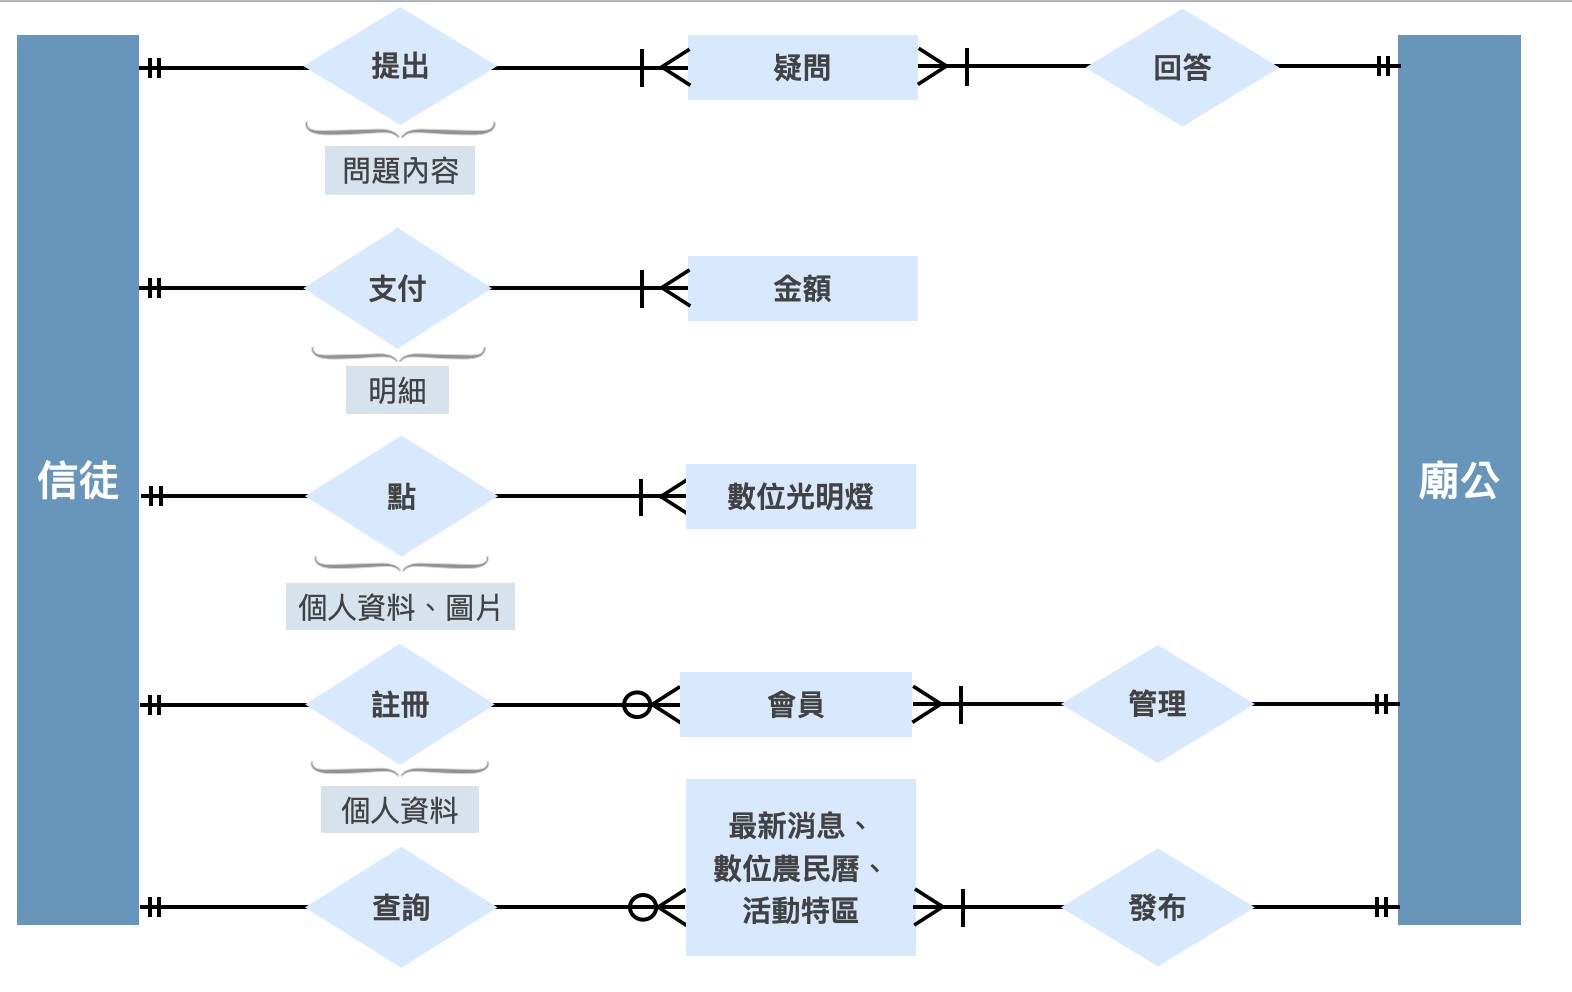 提出
疑問
回答
問題內容
支付
金額
明細
信徒
點
數位光明燈
廟公
個人資料、圖片
註冊
會員
管理
個人資料
最新消息、
數位農民曆、
活動特區
查詢
發布